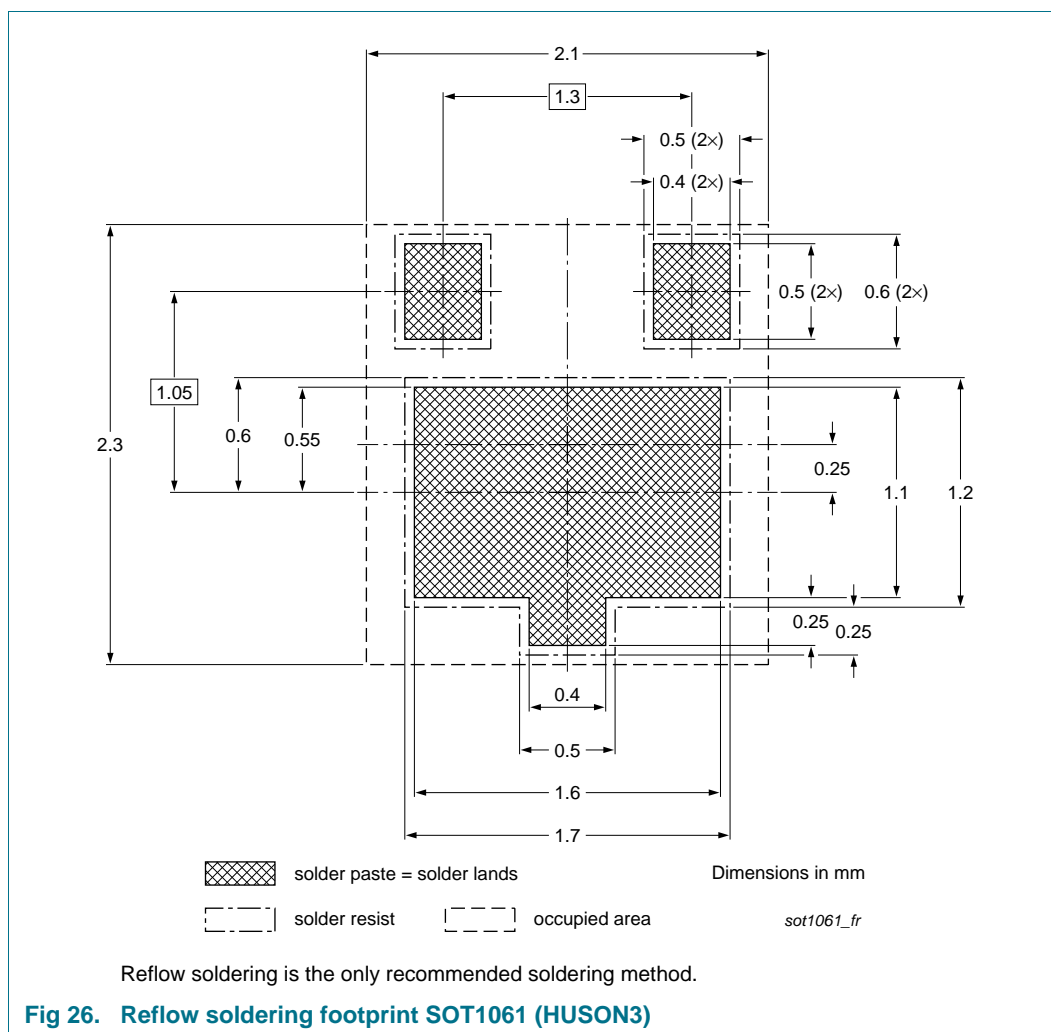 2.1
1.3
0.5 (2×)
0.4 (2×)
0.5 (2×) 0.6 (2×)
1.05
2.3
0.6
0.55
0.25
1.1
1.2
0.25
0.25
0.4
0.5
1.6
1.7
solder paste = solder lands
Dimensions in mm
solder resist
occupied area
sot1061_fr
Reflow soldering is the only recommended soldering method.
Fig 26. Reflow soldering footprint SOT1061 (HUSON3)